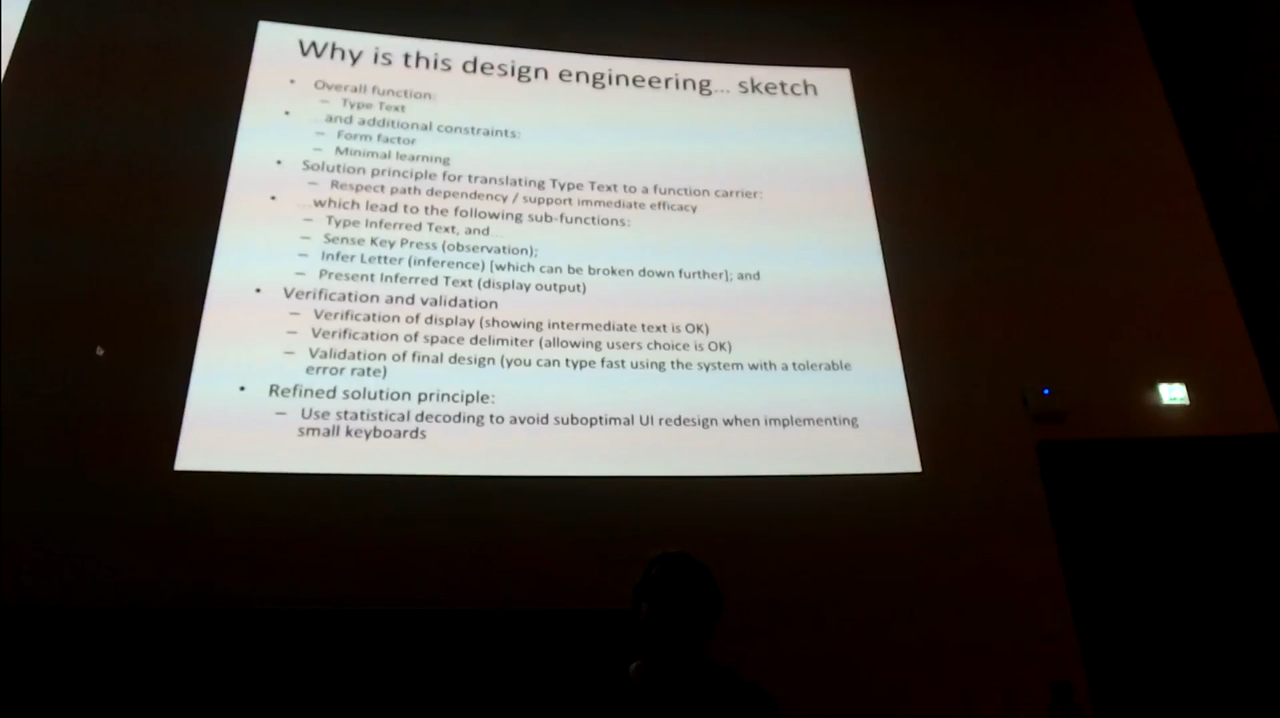 Why is this design engineering... sketch
• Overall function:
– Type Text
• ...and additional constraints:
– Form factor
– Minimal learning
• Solution principle for translating Type Text to a function carrier:
– Respect path dependency / support immediate efficacy
• ...which lead to the following sub-functions:
– Type Inferred Text, and...
– Sense Key Press (observation);
– Infer Letter (inference) [which can be broken down further]; and
– Present Inferred Text (display output)
• Verification and validation
– Verification of display (showing intermediate text is OK)
– Verification of space delimiter (allowing users choice is OK)
– Validation of final design (you can type fast using the system with a tolerable
error rate)
• Refined solution principle:
– Use statistical decoding to avoid suboptimal UI redesign when implementing
small keyboards